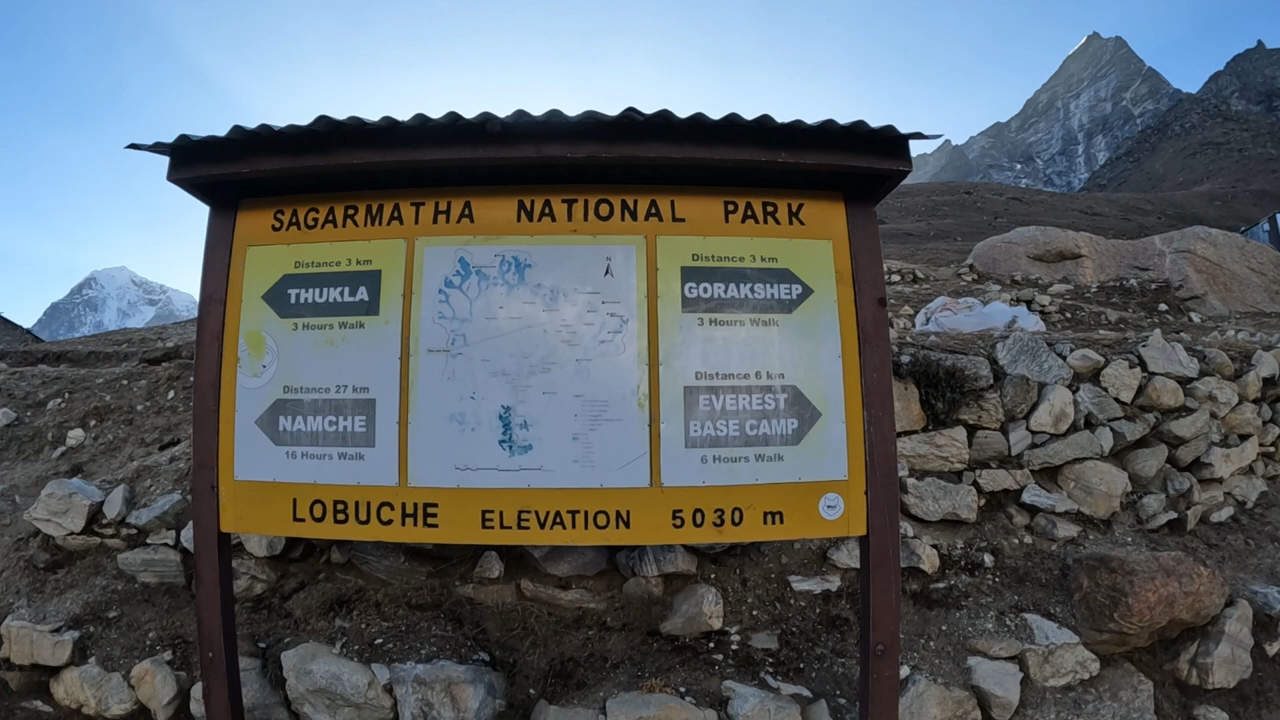 SAGARMATHA NATIONAL PARK
Distance 3 km
THUKLA
3 Hours Walk
Distance 27 km
NAMCHE
16 Hours Walk
N
Distance 3 km
GORAKSHEP
3 Hours Walk
Distance 6 km
EVEREST
BASE CAMP
6 Hours Walk
LOBUCHE ELEVATION 5030 m